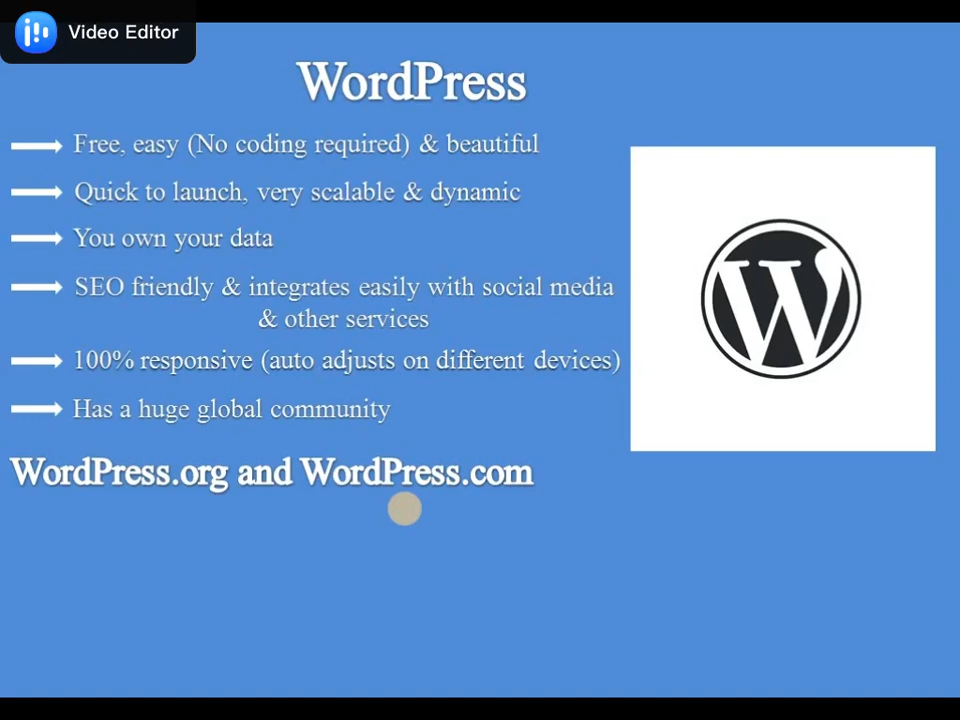 Video Editor
WordPress
Free, easy (No coding required) & beautiful
Quick to launch, very scalable & dynamic
You own your data
SEO friendly & integrates easily with social media
& other services
100% responsive (auto adjusts on different devices)
Has a huge global community
WordPress.org and WordPress.com